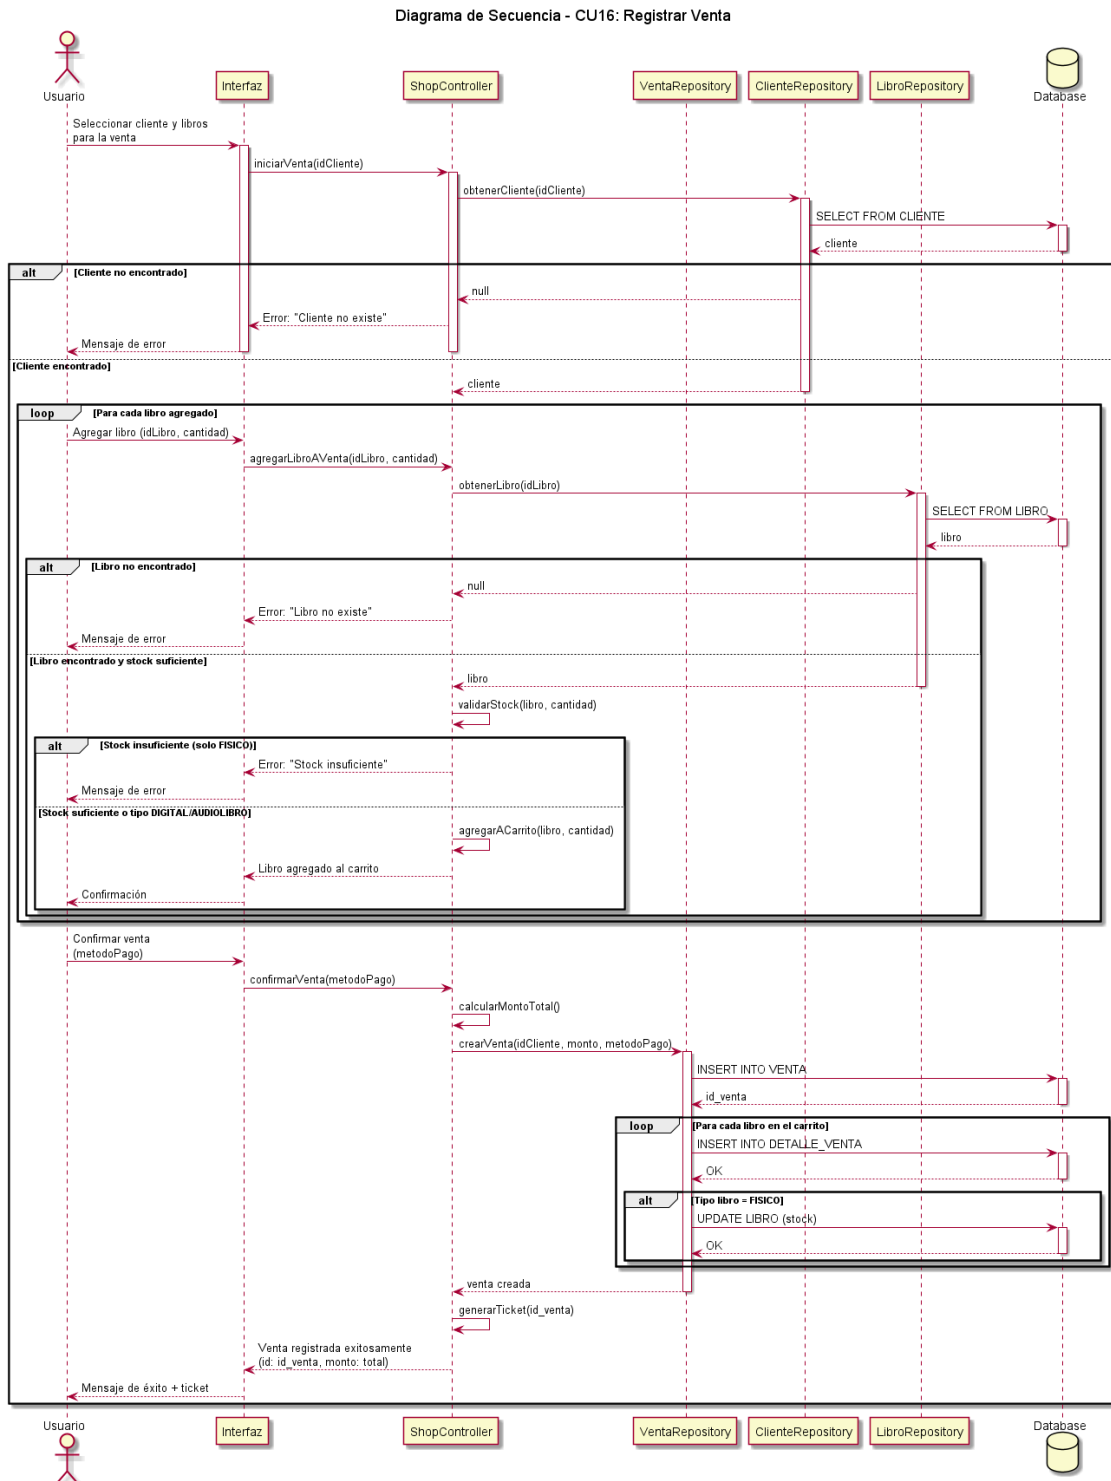 Diagrama de Secuencia - CU16: Registrar Venta
Usuario
Interfaz
ShopController
VentaRepository
ClienteRepository
LibroRepository
Database
Seleccionar cliente y libros
para la venta
iniciarVenta(idCliente)
obtenerCliente(idCliente)
SELECT FROM CLIENTE
cliente
alt
[Cliente no encontrado]
null
Error: "Cliente no existe"
Mensaje de error
[Cliente encontrado]
cliente
loop
[Para cada libro agregado]
Agregar libro (idLibro, cantidad)
agregarLibroAVenta(idLibro, cantidad)
obtenerLibro(idLibro)
SELECT FROM LIBRO
libro
alt
[Libro no encontrado]
null
Error: "Libro no existe"
Mensaje de error
[Libro encontrado y stock suficiente]
libro
validarStock(libro, cantidad)
alt
[Stock insuficiente (solo FISICO)]
Error: "Stock insuficiente"
Mensaje de error
[Stock suficiente o tipo DIGITAL/AUDIOLIBRO]
agregarACarrito(libro, cantidad)
Libro agregado al carrito
Confirmación
Confirmar venta
(metodoPago)
confirmarVenta(metodoPago)
calcularMontoTotal()
crearVenta(idCliente, monto, metodoPago)
INSERT INTO VENTA
id_venta
loop
[Para cada libro en el carrito]
INSERT INTO DETALLE_VENTA
OK
alt
[Tipo libro = FISICO]
UPDATE LIBRO (stock)
OK
venta creada
generarTicket(id_venta)
Venta registrada exitosamente
(id: id_venta, monto: total)
Mensaje de éxito + ticket
Usuario
Interfaz
ShopController
VentaRepository
ClienteRepository
LibroRepository
Database